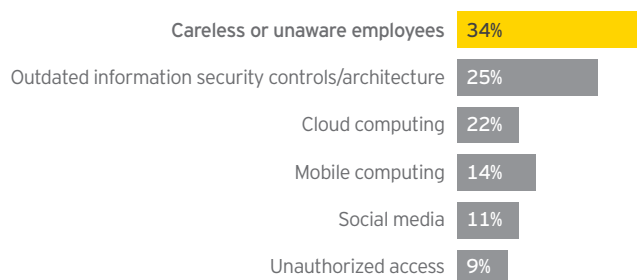 Careless or unaware employees 34%
Outdated information security controls/architecture 25%
Cloud computing 22%
Mobile computing 14%
Social media 11%
Unauthorized access 9%